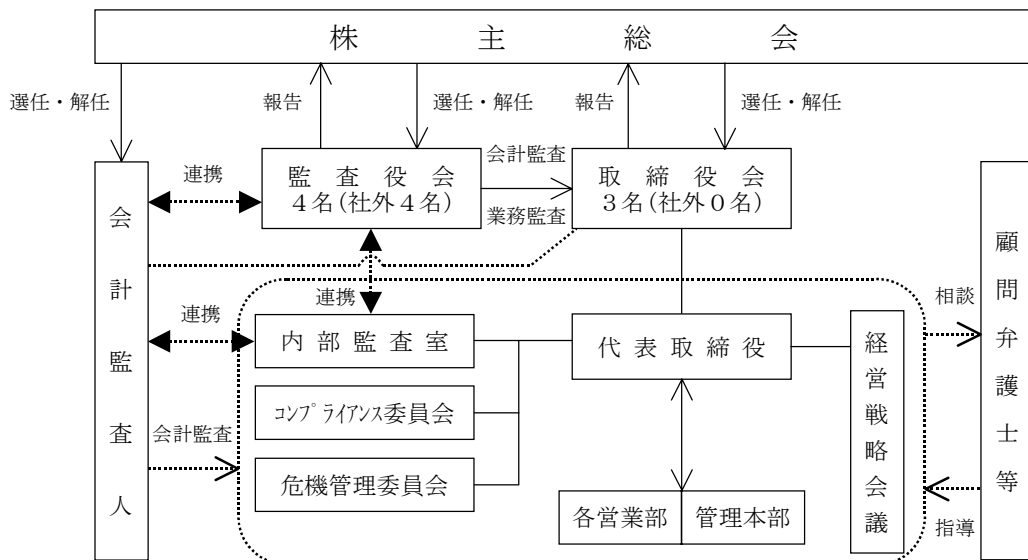 株主総会
選任・解任
報告
選任・解任
報告
選任・解任
連携
監査役会
4名(社外4名)
会計監査
業務監査
取締役会
3名(社外0名)
会計監査人
顧問弁護士等
連携
連携
内部監査室
代表取締役
経営戦略会議
相談
コンプライアンス委員会
会計監査
危機管理委員会
各営業部
管理本部
指導